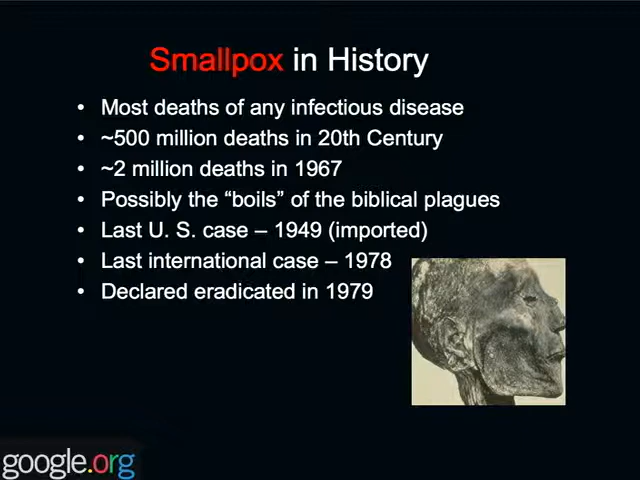 Smallpox in History
• Most deaths of any infectious disease
• ~500 million deaths in 20th Century
• ~2 million deaths in 1967
• Possibly the “boils” of the biblical plagues
• Last U. S. case – 1949 (imported)
• Last international case – 1978
• Declared eradicated in 1979
google.org